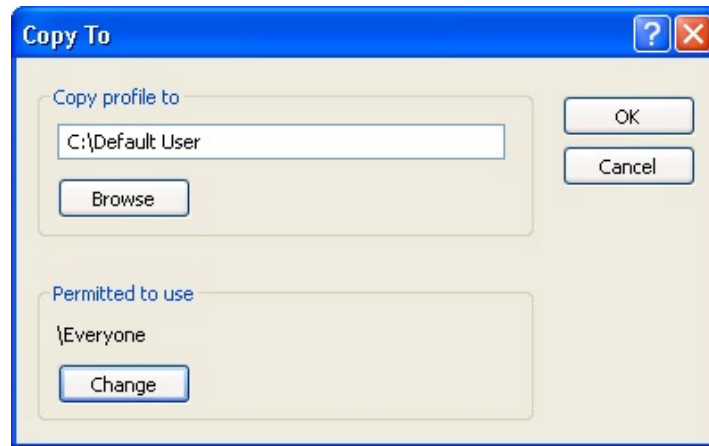 Copy To
Copy profile to
C:\Default User
OK
Cancel
Browse
Permitted to use
\Everyone
Change